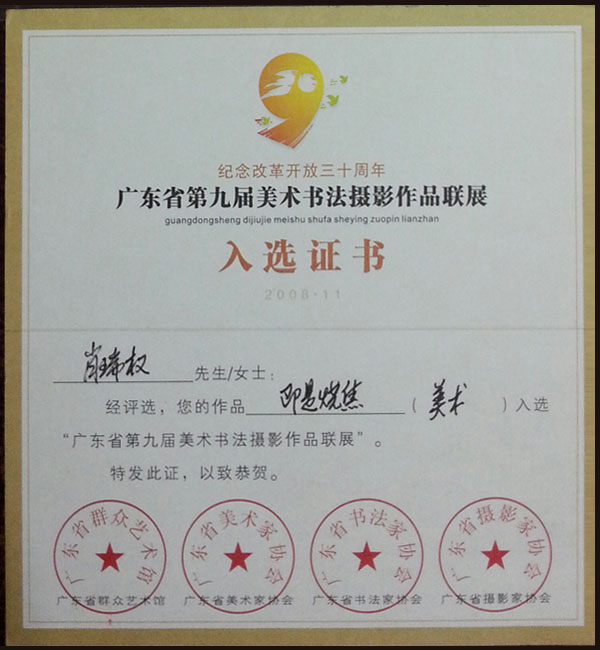 纪念改革开放三十周年
广东省第九届美术书法摄影作品联展
guangdongsheng dijiujie meishu shufa sheying zuopin lianzhan
入选证书
2008-11
肖瑞权 先生/女士：
经评选，您的作品 即是烧焦 （美术）入选
“广东省第九届美术书法摄影作品联展”。
特发此证，以致恭贺。
广东省群众艺术馆 广东省美术家协会 广东省书法家协会 广东省摄影家协会
广东省群众艺术馆 广东省美术家协会 广东省书法家协会 广东省摄影家协会